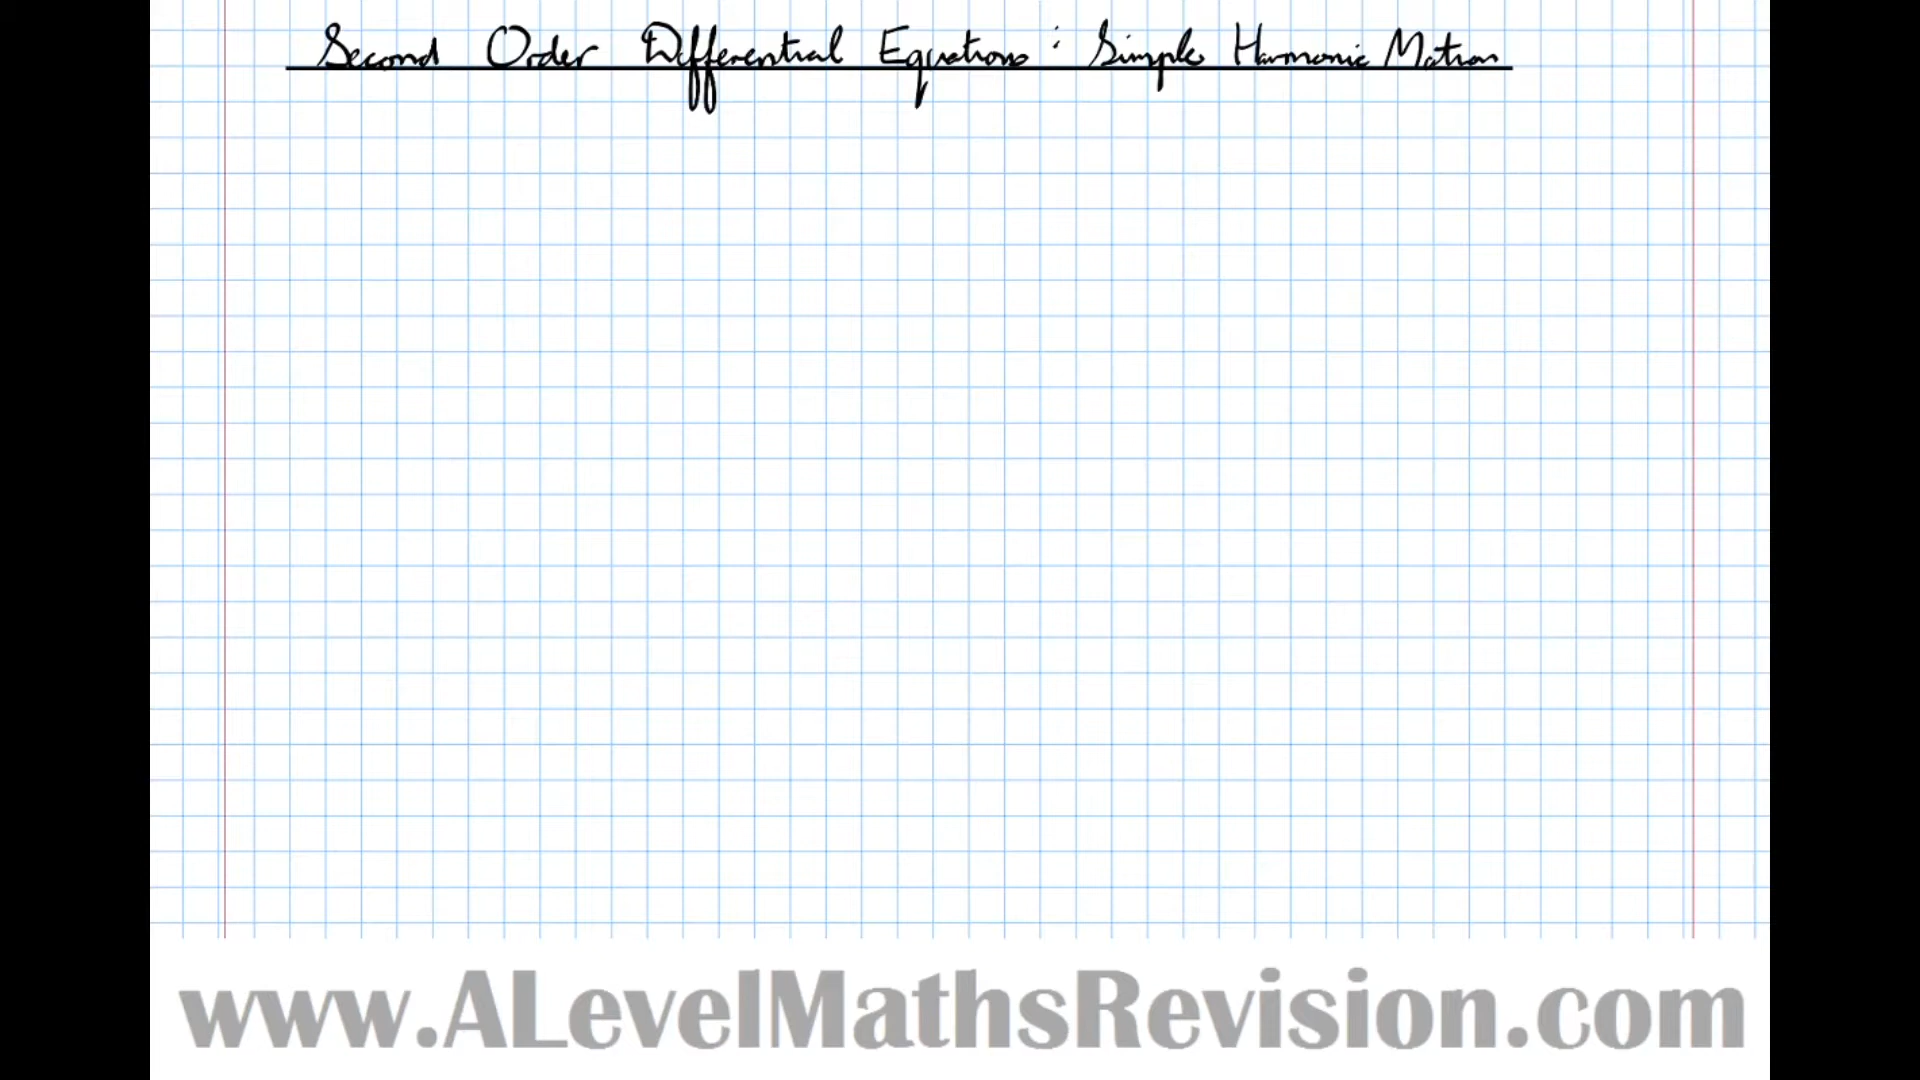 Second Order Differential Equations : Simple Harmonic Motion
www.ALevelMathsRevision.com